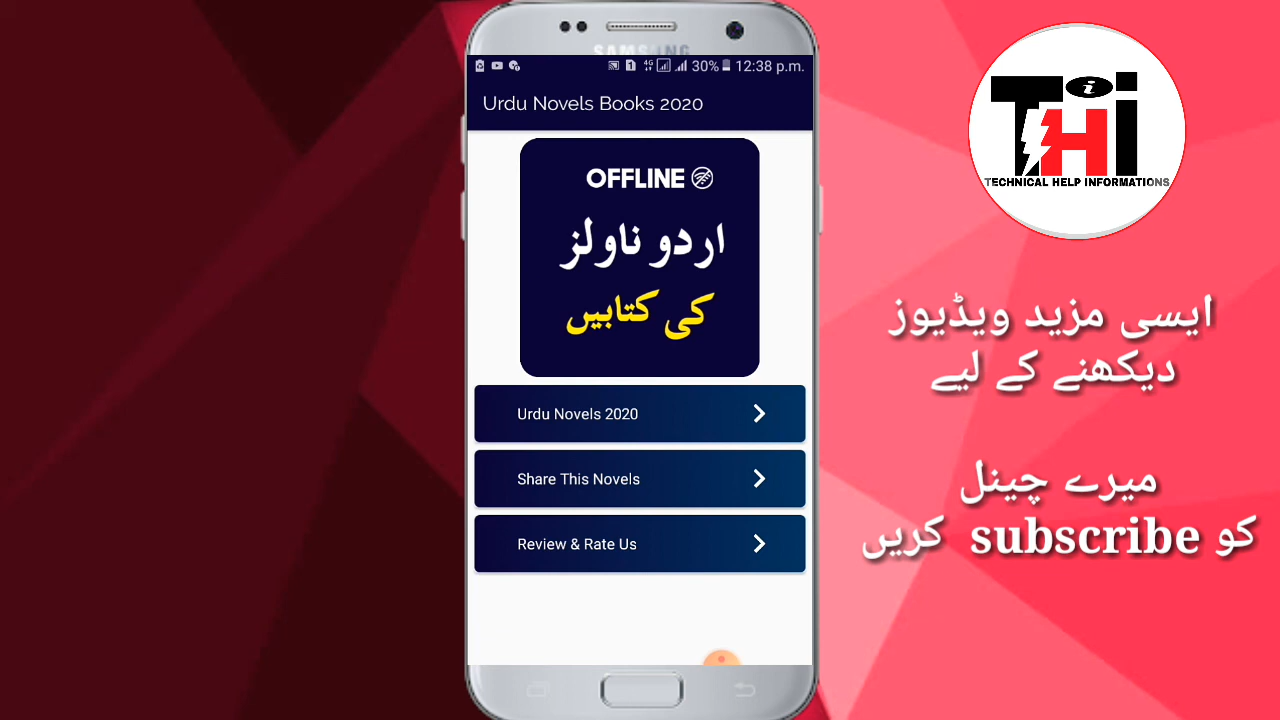 SAMSUNG
4G 30% 12:38 p.m.
Urdu Novels Books 2020
OFFLINE
اردو ناولز
کی کتابیں
Urdu Novels 2020
Share This Novels
Review & Rate Us
THi
TECHNICAL HELP INFORMATIONS
ایسی مزید ویڈیوز
دیکھنے کے لیے
میرے چینل
کو subscribe کریں